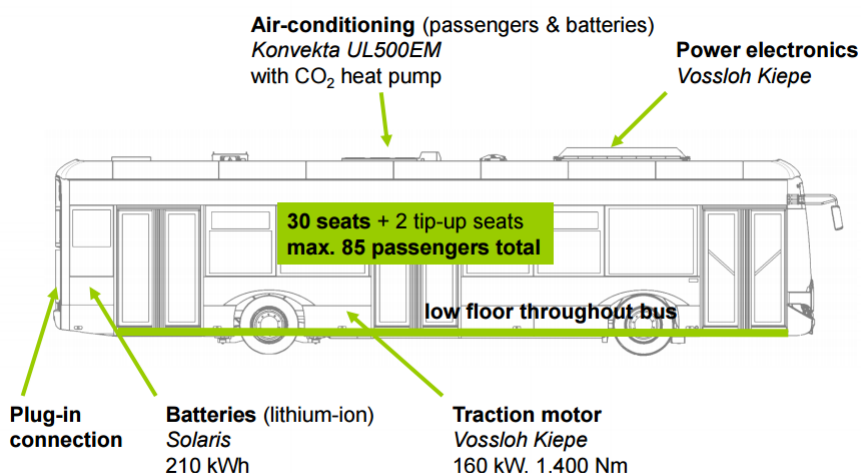 Air-conditioning (passengers & batteries)
Konvekta UL500EM
with CO₂ heat pump
Power electronics
Vossloh Kiepe
30 seats + 2 tip-up seats
max. 85 passengers total
low floor throughout bus
Plug-in
connection
Batteries (lithium-ion)
Solaris
210 kWh
Traction motor
Vossloh Kiepe
160 kW, 1.400 Nm